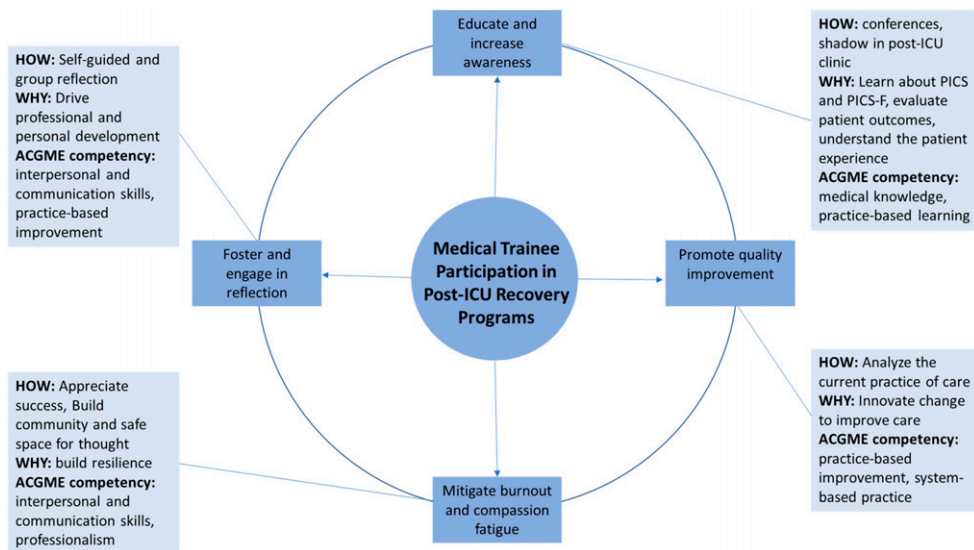 Educate and
increase
awareness
HOW: Self-guided and
group reflection
WHY: Drive
professional and
personal development
ACGME competency:
interpersonal and
communication skills,
practice-based
improvement
HOW: conferences,
shadow in post-ICU
clinic
WHY: Learn about PICS
and PICS-F, evaluate
patient outcomes,
understand the patient
experience
ACGME competency:
medical knowledge,
practice-based learning
Foster and
engage in
reflection
Medical Trainee
Participation in
Post-ICU Recovery
Programs
Promote quality
improvement
HOW: Appreciate
success, Build
community and safe
space for thought
WHY: build resilience
ACGME competency:
interpersonal and
communication skills,
professionalism
Mitigate burnout
and compassion
fatigue
HOW: Analyze the
current practice of care
WHY: Innovate change
to improve care
ACGME competency:
practice-based
improvement, system-
based practice